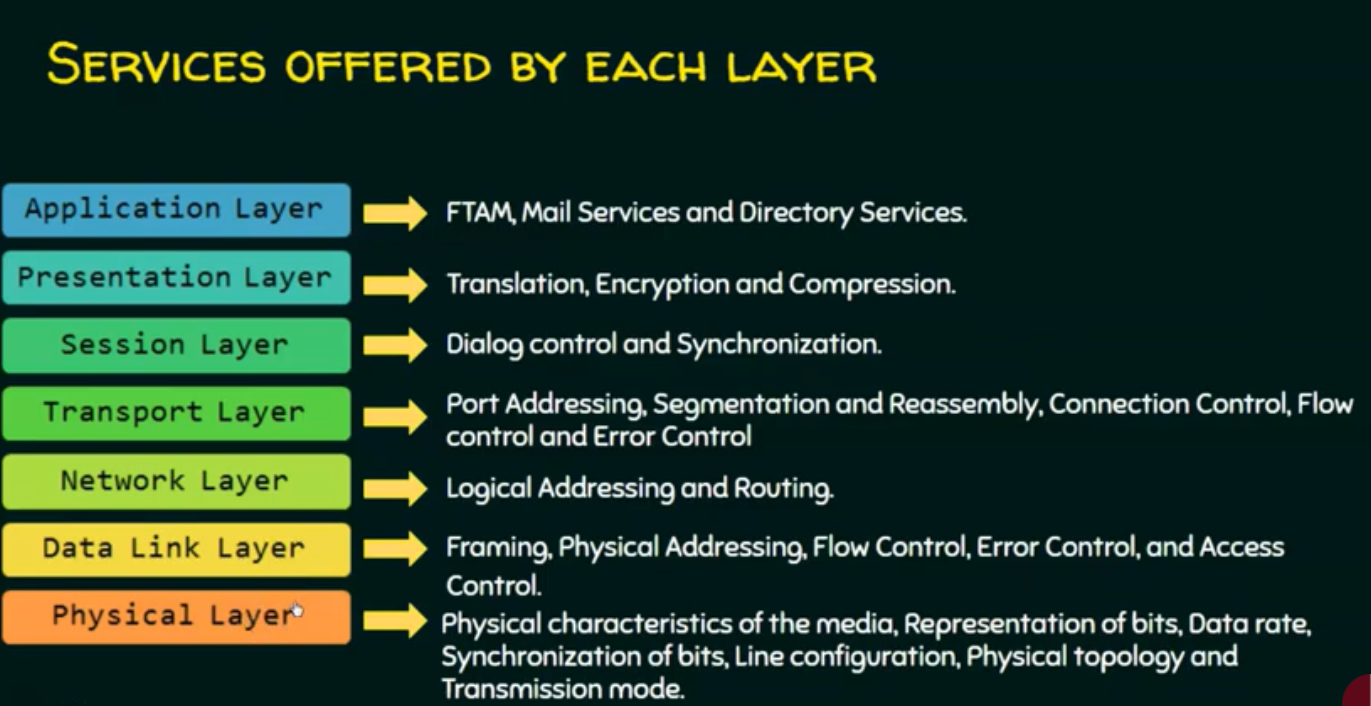 SERVICES OFFERED BY EACH LAYER
Application Layer
FTAM, Mail Services and Directory Services.
Presentation Layer
Translation, Encryption and Compression.
Session Layer
Dialog control and Synchronization.
Transport Layer
Port Addressing, Segmentation and Reassembly, Connection Control, Flow
control and Error Control
Network Layer
Logical Addressing and Routing.
Data Link Layer
Framing, Physical Addressing, Flow Control, Error Control, and Access
Control.
Physical Layer
Physical characteristics of the media, Representation of bits, Data rate,
Synchronization of bits, Line configuration, Physical topology and
Transmission mode.